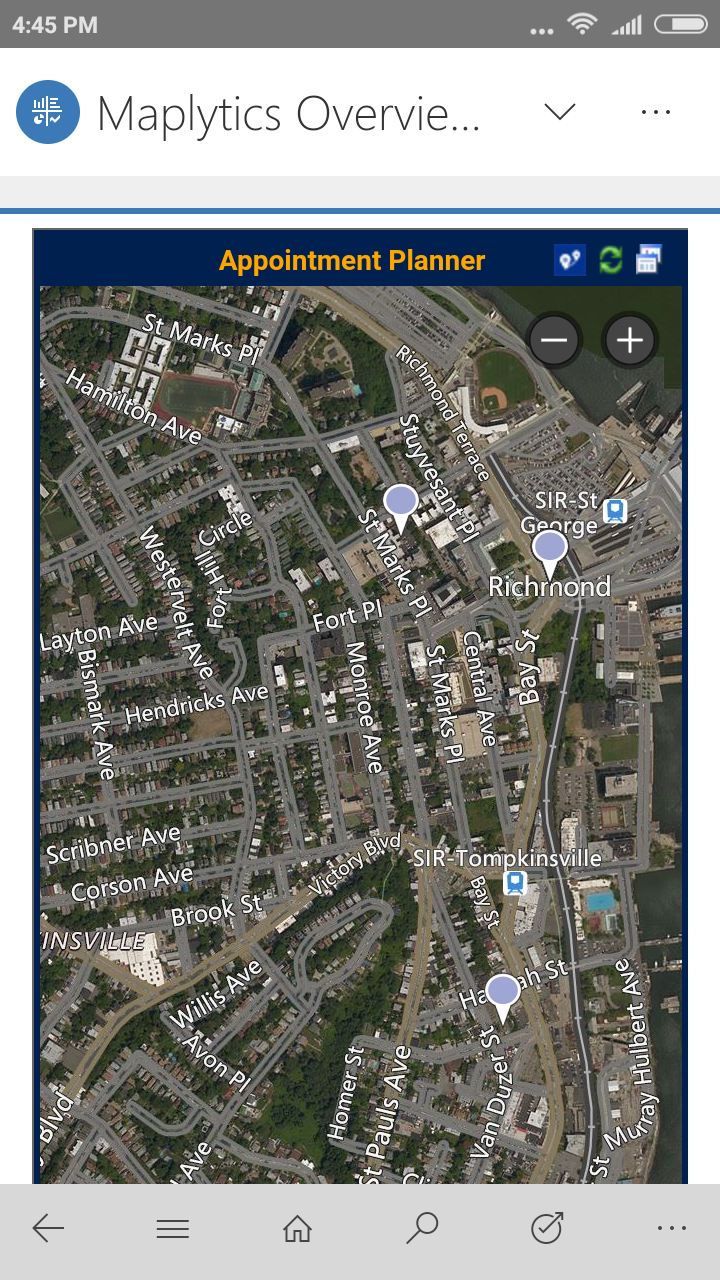 4:45 PM
Maplytics Overvie...
Appointment Planner
St Marks Pl
Hamilton Ave
Richmond Terrace
Stuyvesant Pl
SIR-St
George
Richmond
St Marks Pl
Circle
Fort Hill
Westervelt Ave
Fort Pl
Layton Ave
Bismark Ave
Hendricks Ave
Monroe Ave
St Marks Pl
Central Ave
Bay St
Scribner Ave
Victory Blvd
SIR-Tompkinsville
Corson Ave
Brook St
Bay St
INSVILLE
Willis Ave
St
Avon Pl
Homer St
St Pauls Ave
Van Duzer St
Murray Hulbert Ave
Blvd
Ave
St